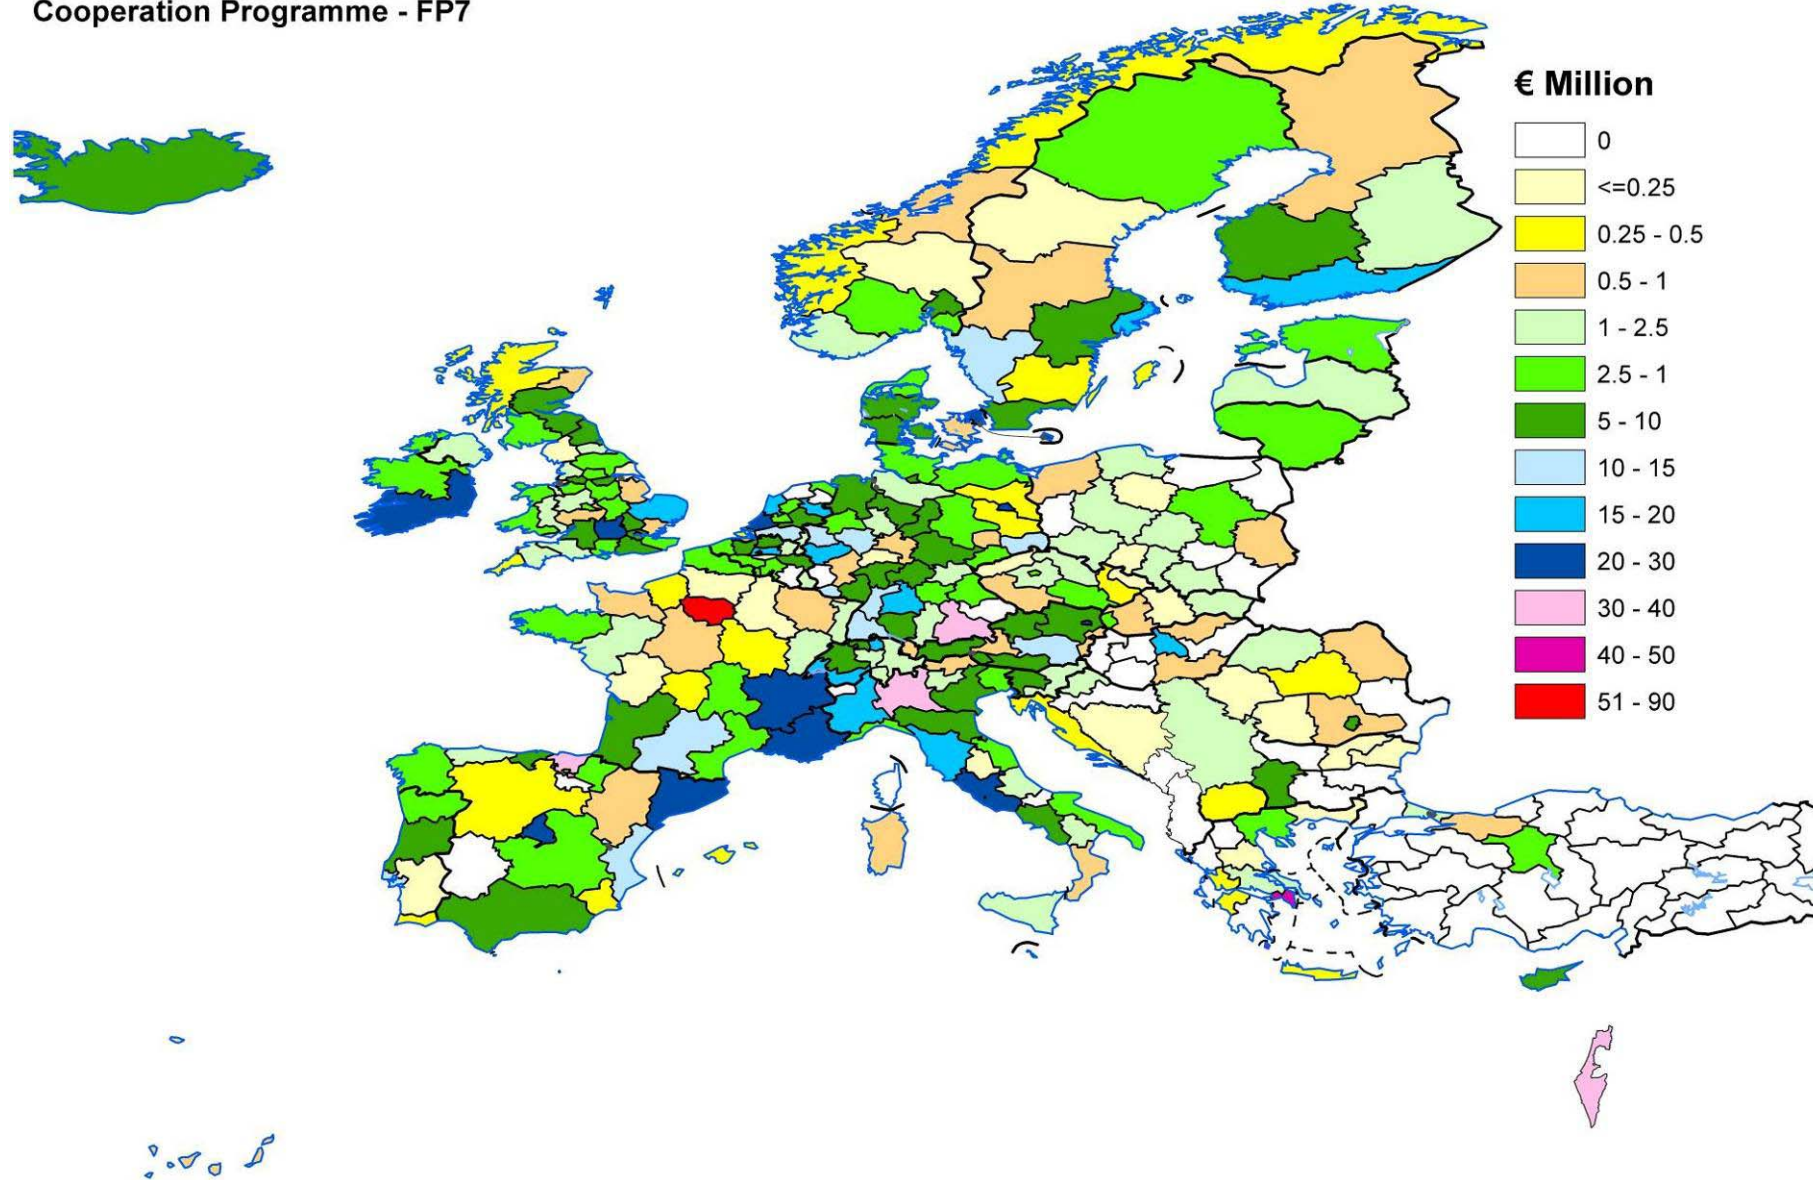 Cooperation Programme - FP7
€ Million
0
<=0.25
0.25 - 0.5
0.5 - 1
1 - 2.5
2.5 - 1
5 - 10
10 - 15
15 - 20
20 - 30
30 - 40
40 - 50
51 - 90